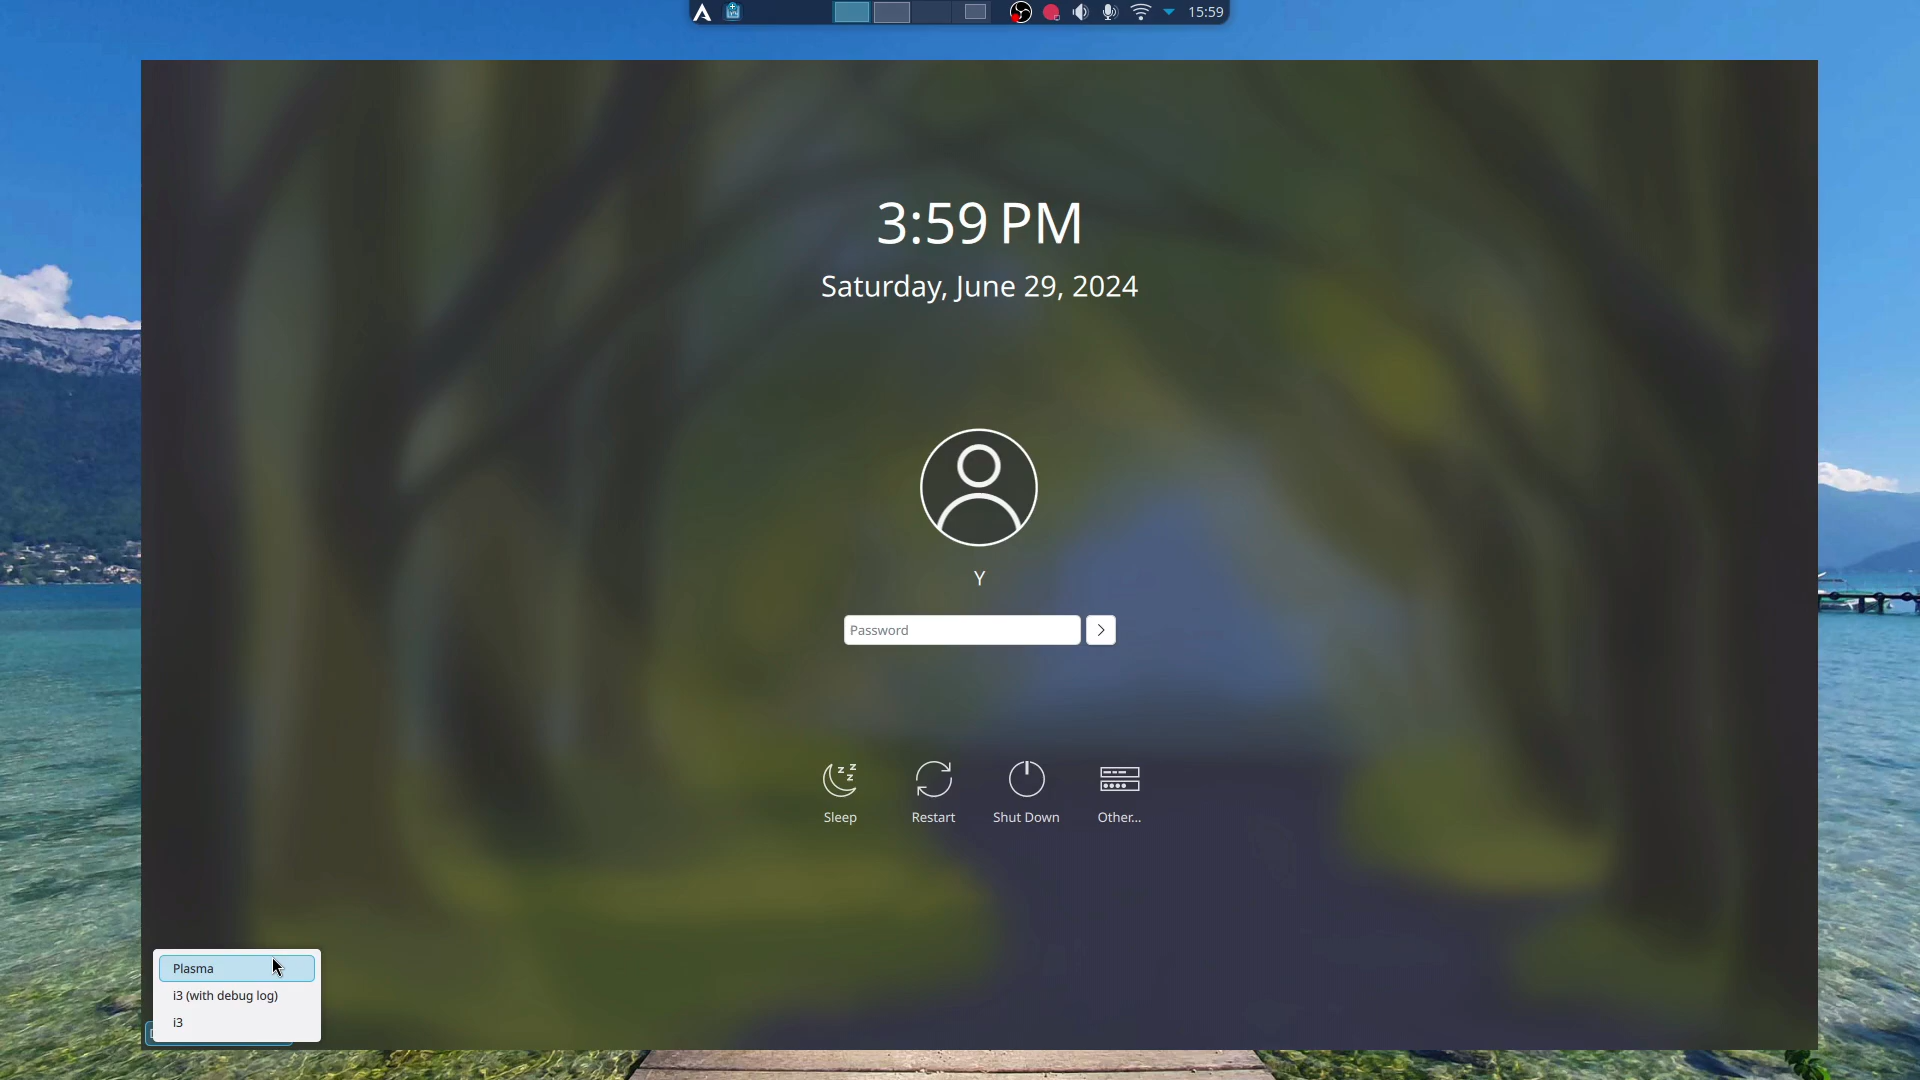 15:59
3:59 PM
Saturday, June 29, 2024
Y
Password
Sleep
Restart
Shut Down
Other...
Plasma
i3 (with debug log)
i3